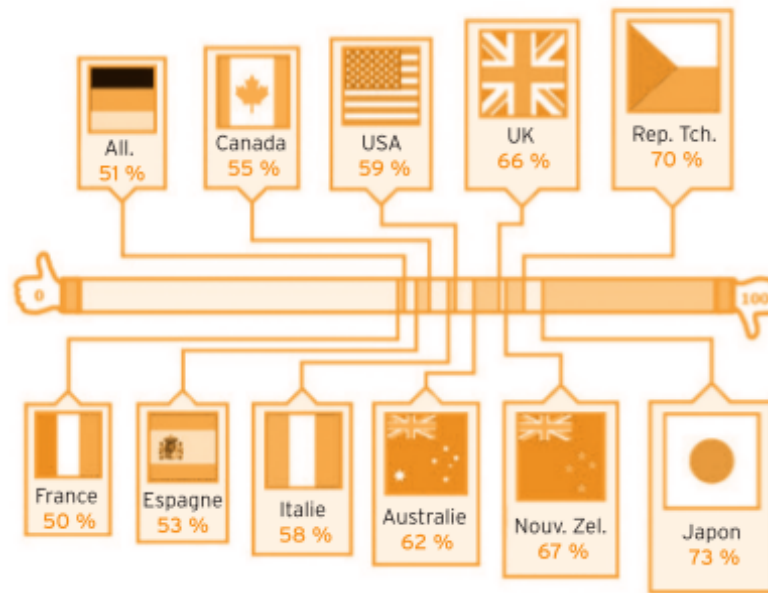 All.
51 %
Canada
55 %
USA
59 %
UK
66 %
Rep. Tch.
70 %
0
100
France
50 %
Espagne
53 %
Italie
58 %
Australie
62 %
Nouv. Zel.
67 %
Japon
73 %